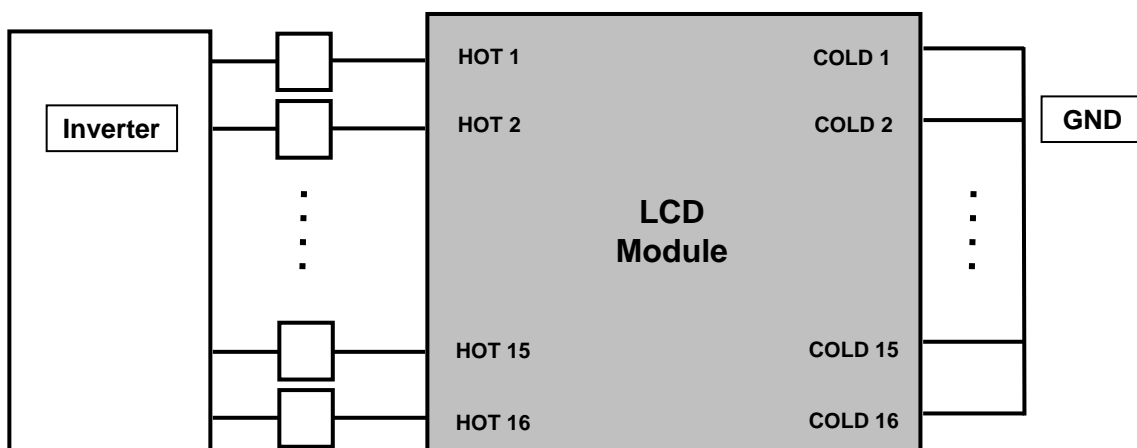 HOT 1
COLD 1
Inverter
HOT 2
COLD 2
GND
LCD
Module
HOT 15
COLD 15
HOT 16
COLD 16